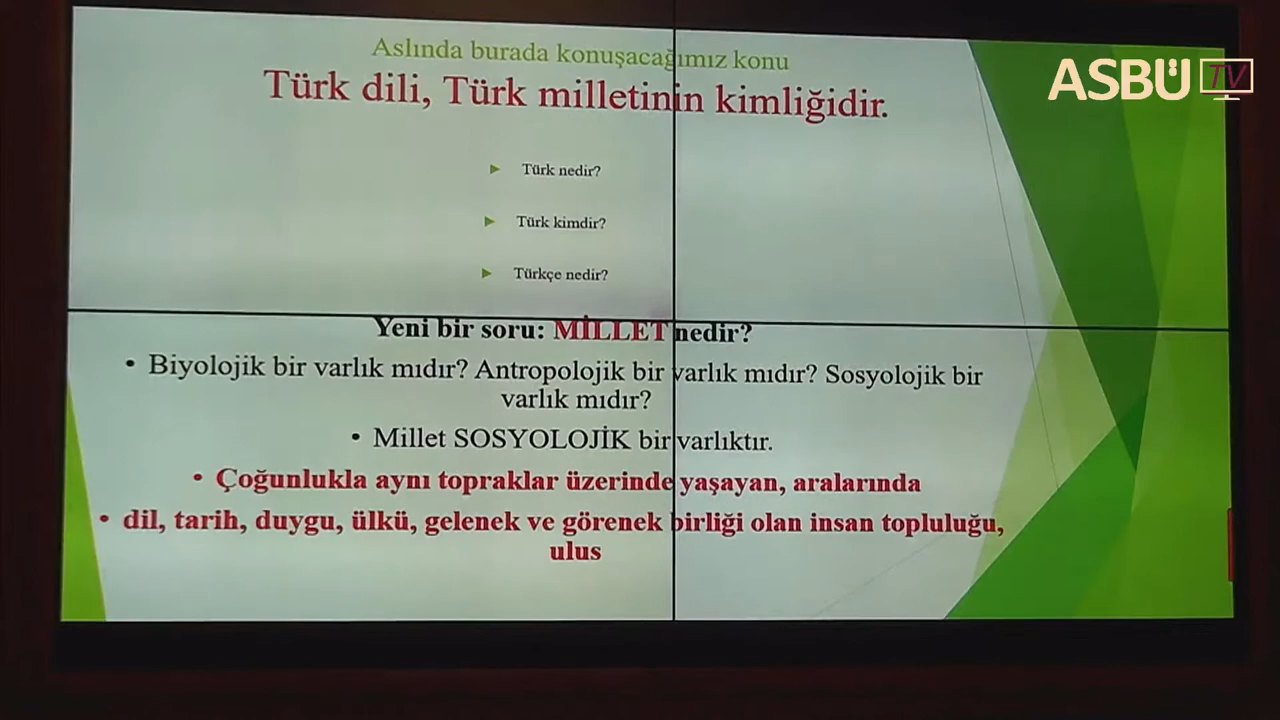 Aslında burada konuşacağımız konu
ASBÜ TV
Türk dili, Türk milletinin kimliğidir.
► Türk nedir?
► Türk kimdir?
► Türkçe nedir?
Yeni bir soru: MİLLET nedir?
• Biyolojik bir varlık mıdır? Antropolojik bir varlık mıdır? Sosyolojik bir
varlık mıdır?
• Millet SOSYOLOJİK bir varlıktır.
• Çoğunlukla aynı topraklar üzerinde yaşayan, aralarında
• dil, tarih, duygu, ülkü, gelenek ve görenek birliği olan insan topluluğu,
ulus